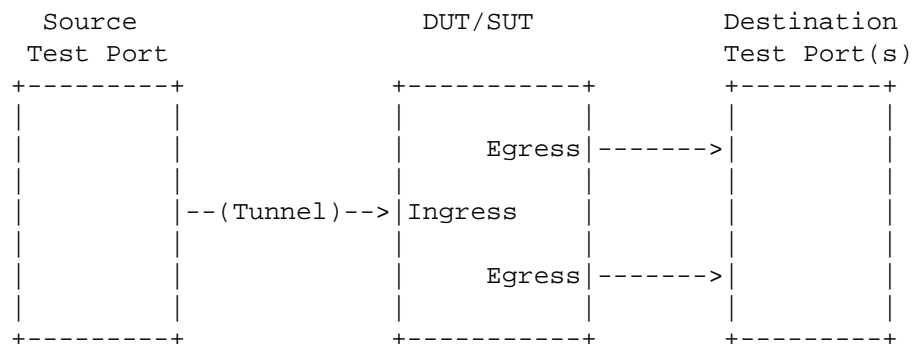 Source DUT/SUT Destination
Test Port Test Port(s)
+---------+ +-----------+ +---------+
| | | | | |
| | | Egress|------->| |
| | | | | |
| |--(Tunnel)-->|Ingress | | |
| | | | | |
| | | Egress|------->| |
| | | | | |
+---------+ +-----------+ +---------+